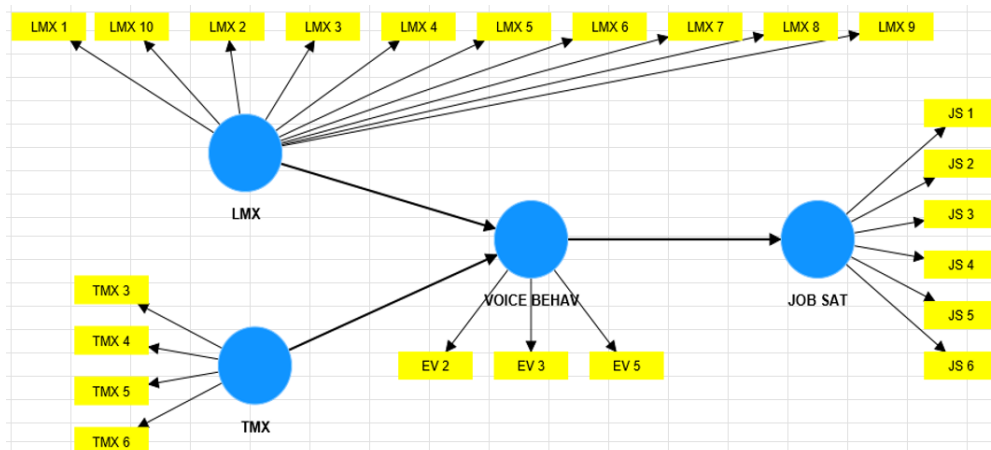 LMX 1
LMX 10
LMX 2
LMX 3
LMX 4
LMX 5
LMX 6
LMX 7
LMX 8
LMX 9
JS 1
JS 2
JS 3
JS 4
JS 5
JS 6
LMX
VOICE BEHAV
JOB SAT
TMX 3
TMX 4
TMX 5
TMX 6
TMX
EV 2
EV 3
EV 5